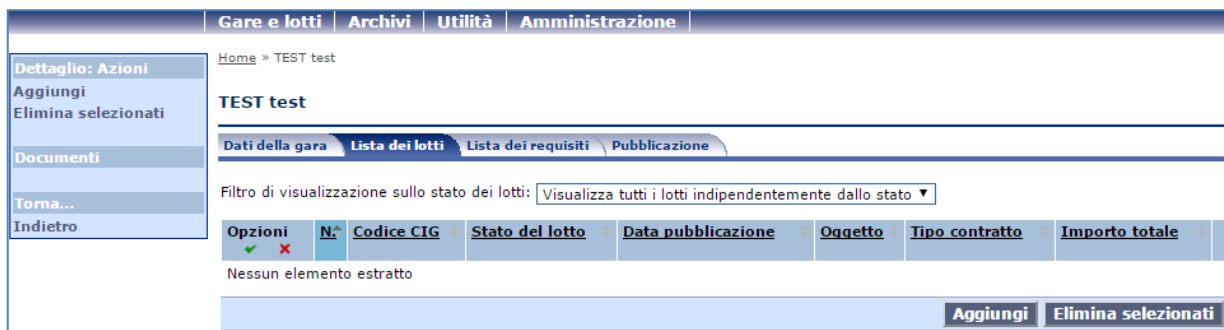 Gare e lotti Archivi Utilità Amministrazione
Dettaglio: Azioni
Aggiungi
Elimina selezionati
Documenti
Torna...
Indietro
Home » TEST test
TEST test
Dati della gara Lista dei lotti Lista dei requisiti Pubblicazione
Filtro di visualizzazione sullo stato dei lotti: Visualizza tutti i lotti indipendentemente dallo stato
Opzioni N. Codice CIG Stato del lotto Data pubblicazione Oggetto Tipo contratto Importo totale
Nessun elemento estratto
Aggiungi Elimina selezionati